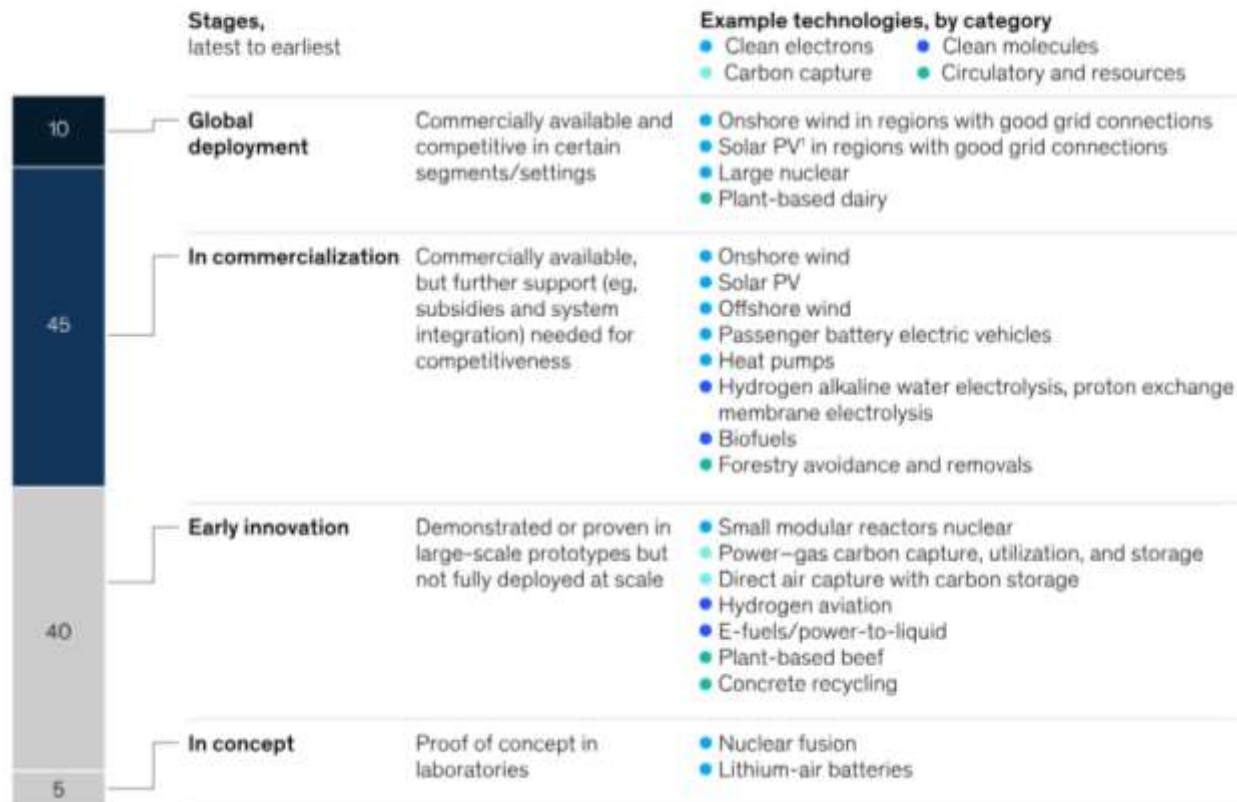 Stages,
latest to earliest
Example technologies, by category
Clean electrons
Clean molecules
Carbon capture
Circulatory and resources
10
Global
deployment
Commercially available and
competitive in certain
segments/settings
Onshore wind in regions with good grid connections
Solar PV¹ in regions with good grid connections
Large nuclear
Plant-based dairy
45
In commercialization
Commercially available,
but further support (eg,
subsidies and system
integration) needed for
competitiveness
Onshore wind
Solar PV
Offshore wind
Passenger battery electric vehicles
Heat pumps
Hydrogen alkaline water electrolysis, proton exchange
membrane electrolysis
Biofuels
Forestry avoidance and removals
40
Early innovation
Demonstrated or proven in
large-scale prototypes but
not fully deployed at scale
Small modular reactors nuclear
Power–gas carbon capture, utilization, and storage
Direct air capture with carbon storage
Hydrogen aviation
E-fuels/power-to-liquid
Plant-based beef
Concrete recycling
5
In concept
Proof of concept in
laboratories
Nuclear fusion
Lithium-air batteries